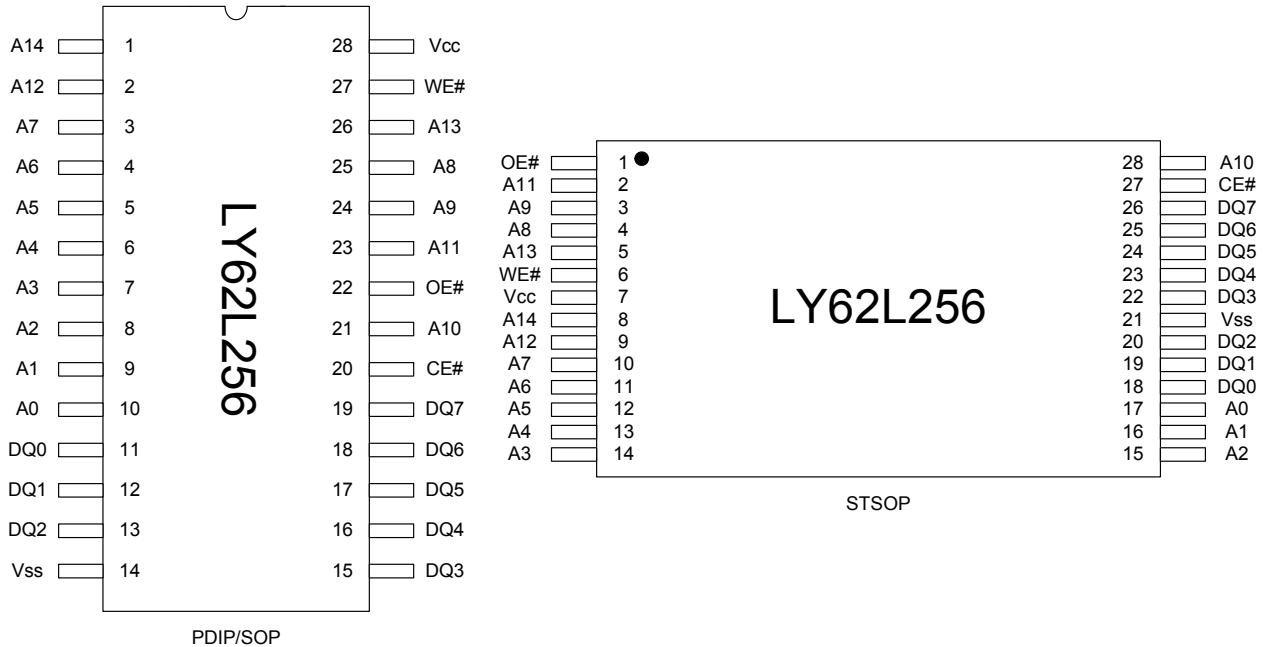 A14 1 28 Vcc
A12 2 27 WE#
A7 3 26 A13
A6 4 25 A8
A5 5 24 A9
A4 6 23 A11
A3 7 22 OE#
A2 8 21 A10
A1 9 20 CE#
A0 10 19 DQ7
DQ0 11 18 DQ6
DQ1 12 17 DQ5
DQ2 13 16 DQ4
Vss 14 15 DQ3
LY62L256
PDIP/SOP
OE# 1 28 A10
A11 2 27 CE#
A9 3 26 DQ7
A8 4 25 DQ6
A13 5 24 DQ5
WE# 6 23 DQ4
Vcc 7 22 DQ3
A14 8 21 Vss
A12 9 20 DQ2
A7 10 19 DQ1
A6 11 18 DQ0
A5 12 17 A0
A4 13 16 A1
A3 14 15 A2
LY62L256
STSOP